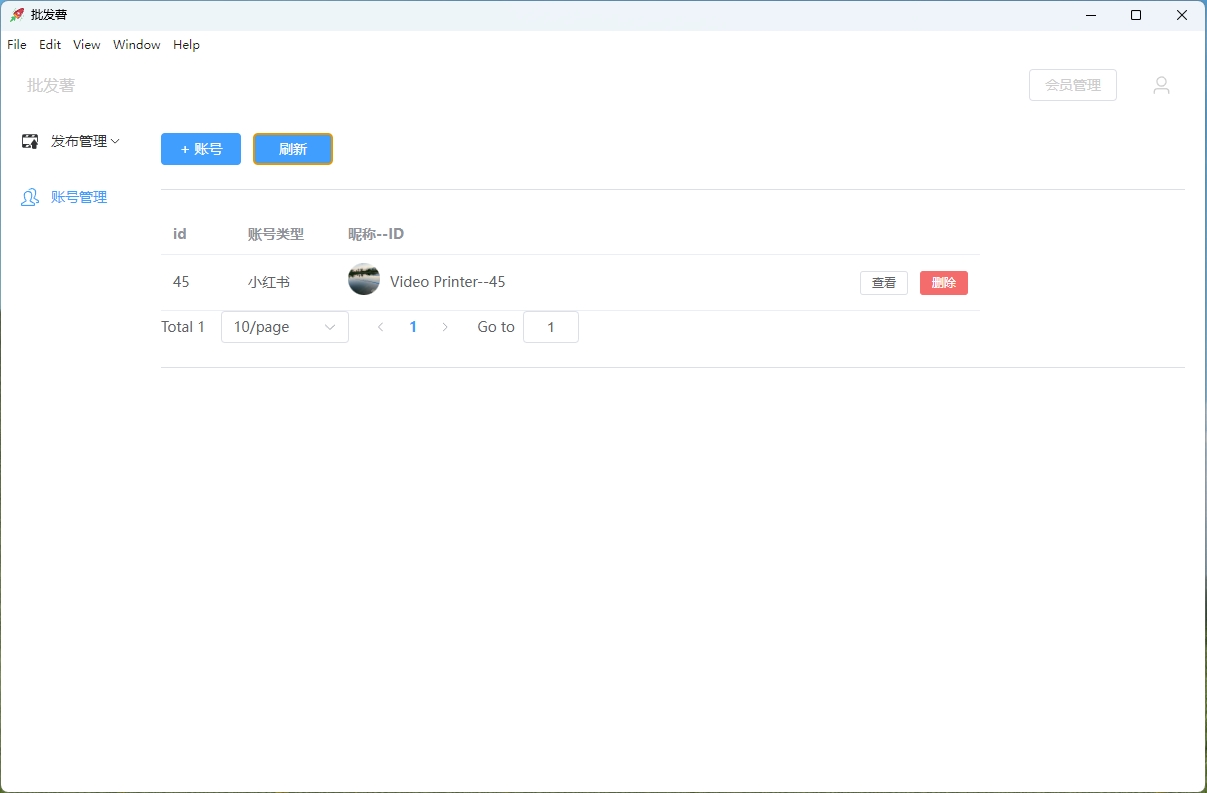 批发薯
File Edit View Window Help
批发薯
会员管理
发布管理
账号管理
+ 账号
刷新
id 账号类型 昵称--ID
45 小红书 Video Printer--45 查看 删除
Total 1 10/page 1 Go to 1